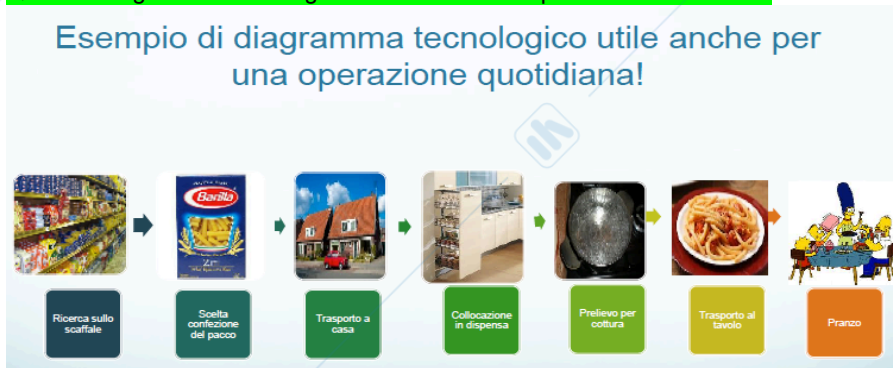 Esempio di diagramma tecnologico utile anche per
una operazione quotidiana!
Barilla
Ricerca sullo
scaffale
Scelta
confezione
del pacco
Trasporto a
casa
Collocazione
in dispensa
Prelievo per
cottura
Trasporto al
tavolo
Pranzo